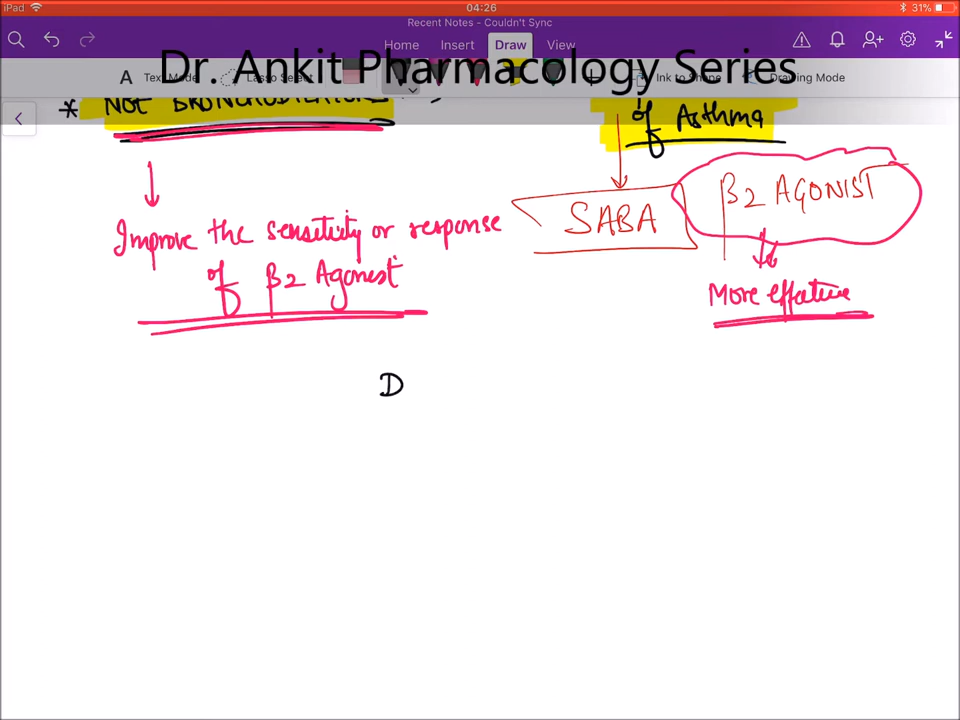 iPad 04:26 31%
Recent Notes - Couldn't Sync
Home Insert Draw View
Dr. Ankit Pharmacology Series
A Text Mode Lasso Select Ink to Shape Drawing Mode
* NOT BRONCHODILATORS
of Asthma
SABA
β2 AGONIST
Improve the sensitivity or response
of β2 Agonist
More effective
D